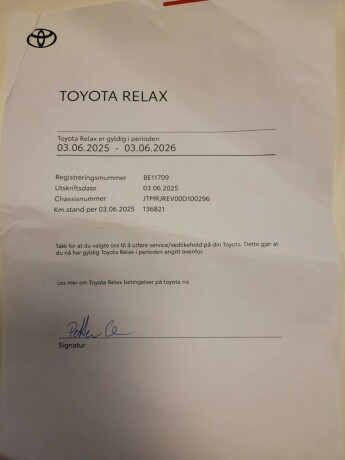 TOYOTA RELAX
Toyota Relax er gyldig i perioden
03.06.2025 - 03.06.2026
Registreringsmummer BE11709
Utskriftsdato 03.06.2025
Chassisnummer JTMRJREV00D100296
Km.stand per 03.06.2025 136821
Takk for at du valgte oss til å utføre service/vedlikehold på din Toyota. Dette gjør at
du nå har gyldig Toyota Relax i perioden angitt ovenfor.
Les mer om Toyota Relax betingelser på toyota.no
Signatur